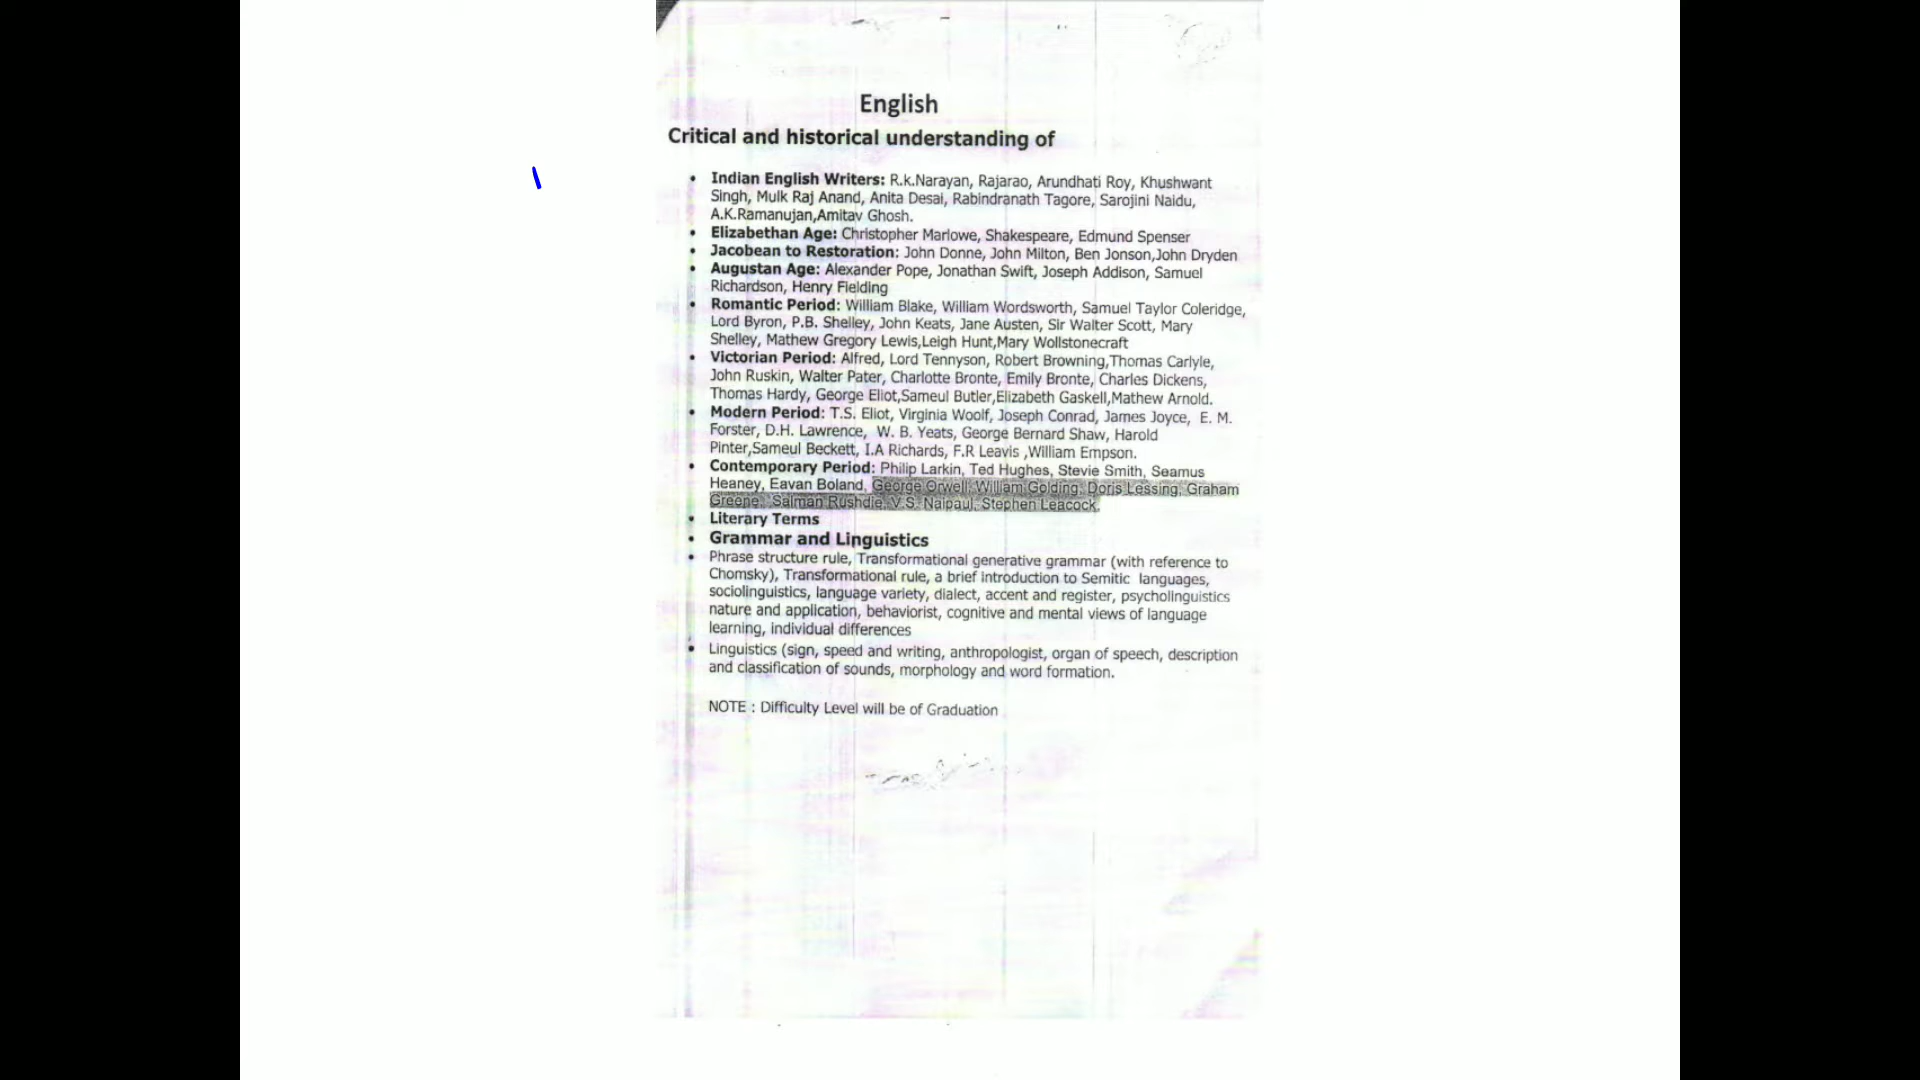 English
Critical and historical understanding of
• Indian English Writers: R.k.Narayan, Rajarao, Arundhati Roy, Khushwant
Singh, Mulk Raj Anand, Anita Desai, Rabindranath Tagore, Sarojini Naidu,
A.K.Ramanujan,Amitav Ghosh.
• Elizabethan Age: Christopher Marlowe, Shakespeare, Edmund Spenser
• Jacobean to Restoration: John Donne, John Milton, Ben Jonson,John Dryden
• Augustan Age: Alexander Pope, Jonathan Swift, Joseph Addison, Samuel
Richardson, Henry Fielding
• Romantic Period: William Blake, William Wordsworth, Samuel Taylor Coleridge,
Lord Byron, P.B. Shelley, John Keats, Jane Austen, Sir Walter Scott, Mary
Shelley, Mathew Gregory Lewis,Leigh Hunt,Mary Wollstonecraft
• Victorian Period: Alfred, Lord Tennyson, Robert Browning,Thomas Carlyle,
John Ruskin, Walter Pater, Charlotte Bronte, Emily Bronte, Charles Dickens,
Thomas Hardy, George Eliot,Sameul Butler,Elizabeth Gaskell,Mathew Arnold.
• Modern Period: T.S. Eliot, Virginia Woolf, Joseph Conrad, James Joyce, E. M.
Forster, D.H. Lawrence, W. B. Yeats, George Bernard Shaw, Harold
Pinter,Sameul Beckett, I.A Richards, F.R Leavis ,William Empson.
• Contemporary Period: Philip Larkin, Ted Hughes, Stevie Smith, Seamus
Heaney, Eavan Boland, George Orwell, William Golding, Doris Lessing, Graham
Greene, Salman Rushdie, V.S. Naipaul, Stephen Leacock.
• Literary Terms
• Grammar and Linguistics
• Phrase structure rule, Transformational generative grammar (with reference to
Chomsky), Transformational rule, a brief introduction to Semitic languages,
sociolinguistics, language variety, dialect, accent and register, psycholinguistics
nature and application, behaviorist, cognitive and mental views of language
learning, individual differences
• Linguistics (sign, speed and writing, anthropologist, organ of speech, description
and classification of sounds, morphology and word formation.
NOTE : Difficulty Level will be of Graduation